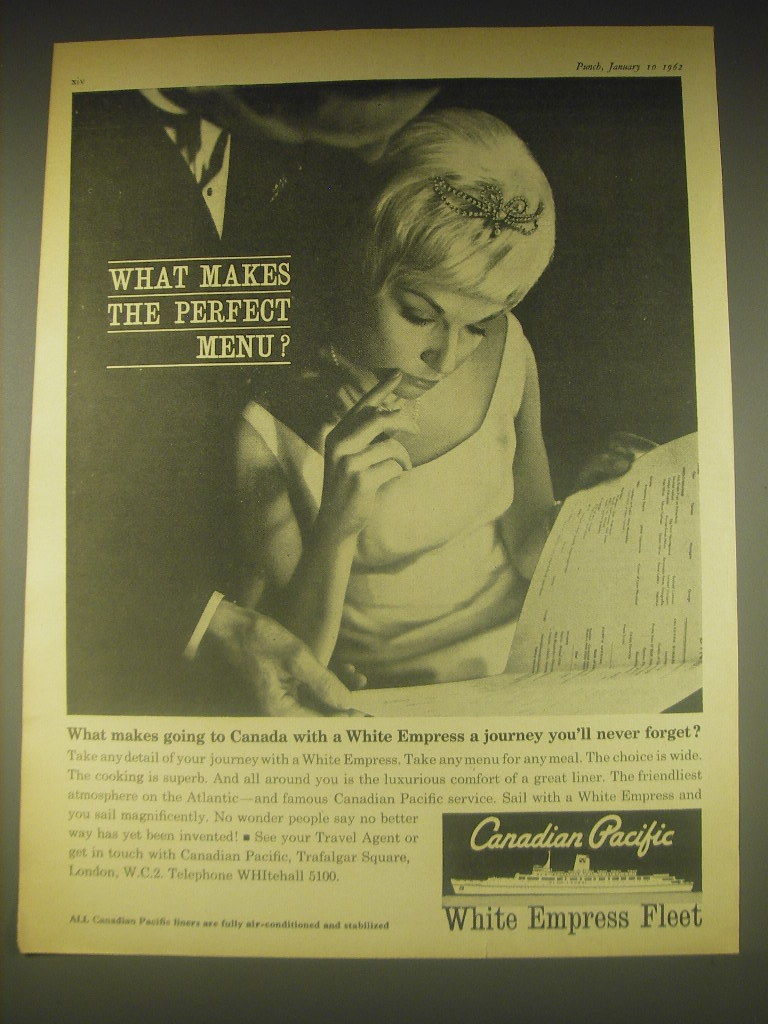 xiv
Punch, January 10 1962
WHAT MAKES
THE PERFECT
MENU?
What makes going to Canada with a White Empress a journey you'll never forget?
Take any detail of your journey with a White Empress. Take any menu for any meal. The choice is wide.
The cooking is superb. And all around you is the luxurious comfort of a great liner. The friendliest
atmosphere on the Atlantic—and famous Canadian Pacific service. Sail with a White Empress and
you sail magnificently. No wonder people say no better
way has yet been invented! ■ See your Travel Agent or
get in touch with Canadian Pacific, Trafalgar Square,
London, W.C.2. Telephone WHItehall 5100.
ALL Canadian Pacific liners are fully air-conditioned and stabilized
Canadian Pacific
White Empress Fleet